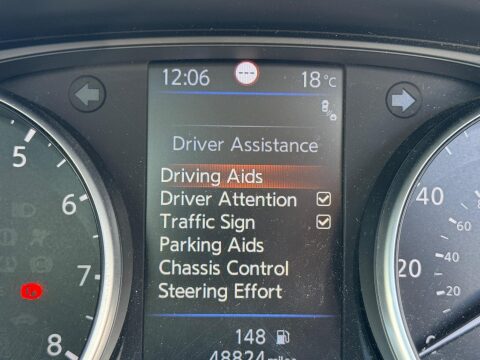 12:06 --- 18°C
Driver Assistance
Driving Aids
Driver Attention
Traffic Sign
Parking Aids
Chassis Control
Steering Effort
148
48824 miles
5
6
7
8
40
20
0
60
40
20